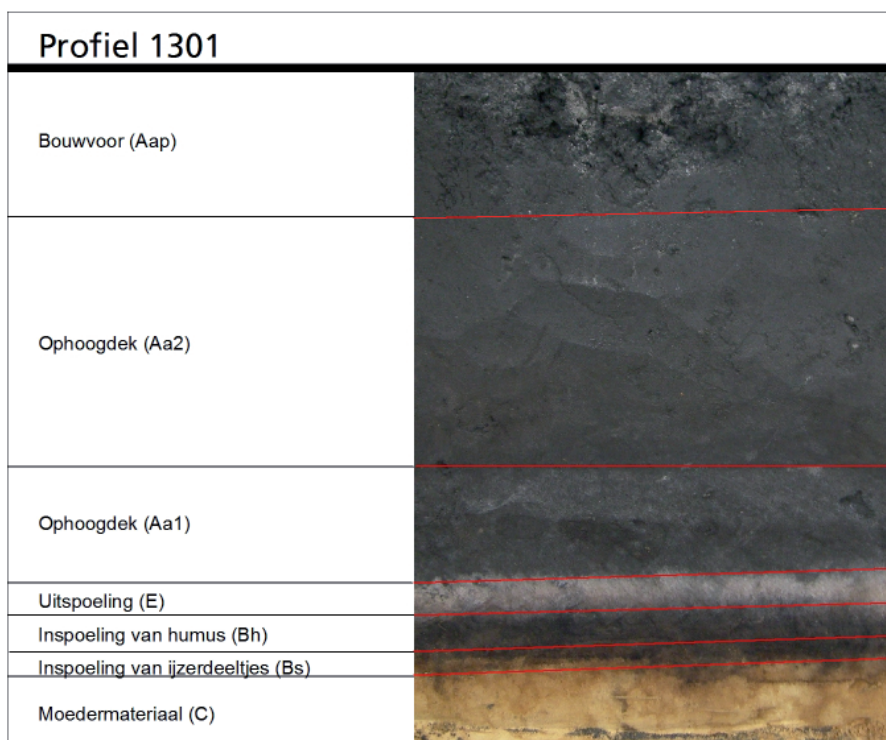 Profiel 1301
Bouwvoor (Aap)
Ophoogdek (Aa2)
Ophoogdek (Aa1)
Uitspoeling (E)
Inspoeling van humus (Bh)
Inspoeling van ijzerdeeltjes (Bs)
Moedermateriaal (C)